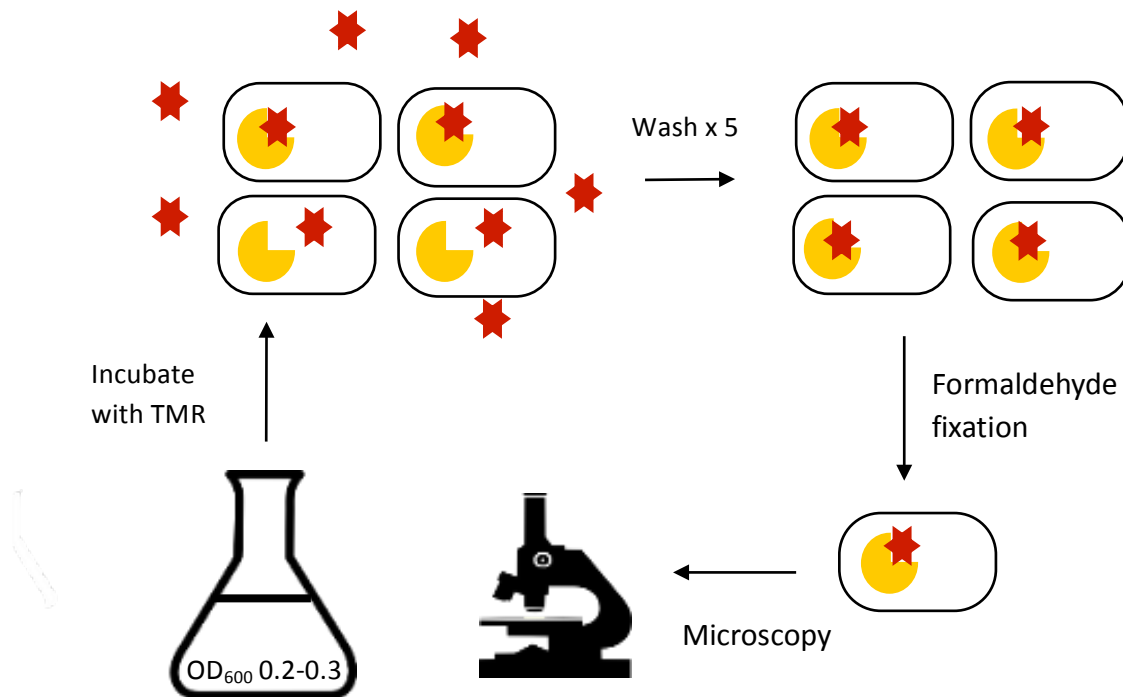 Wash x 5
Incubate
with TMR
Formaldehyde
fixation
OD₆₀₀ 0.2-0.3
Microscopy